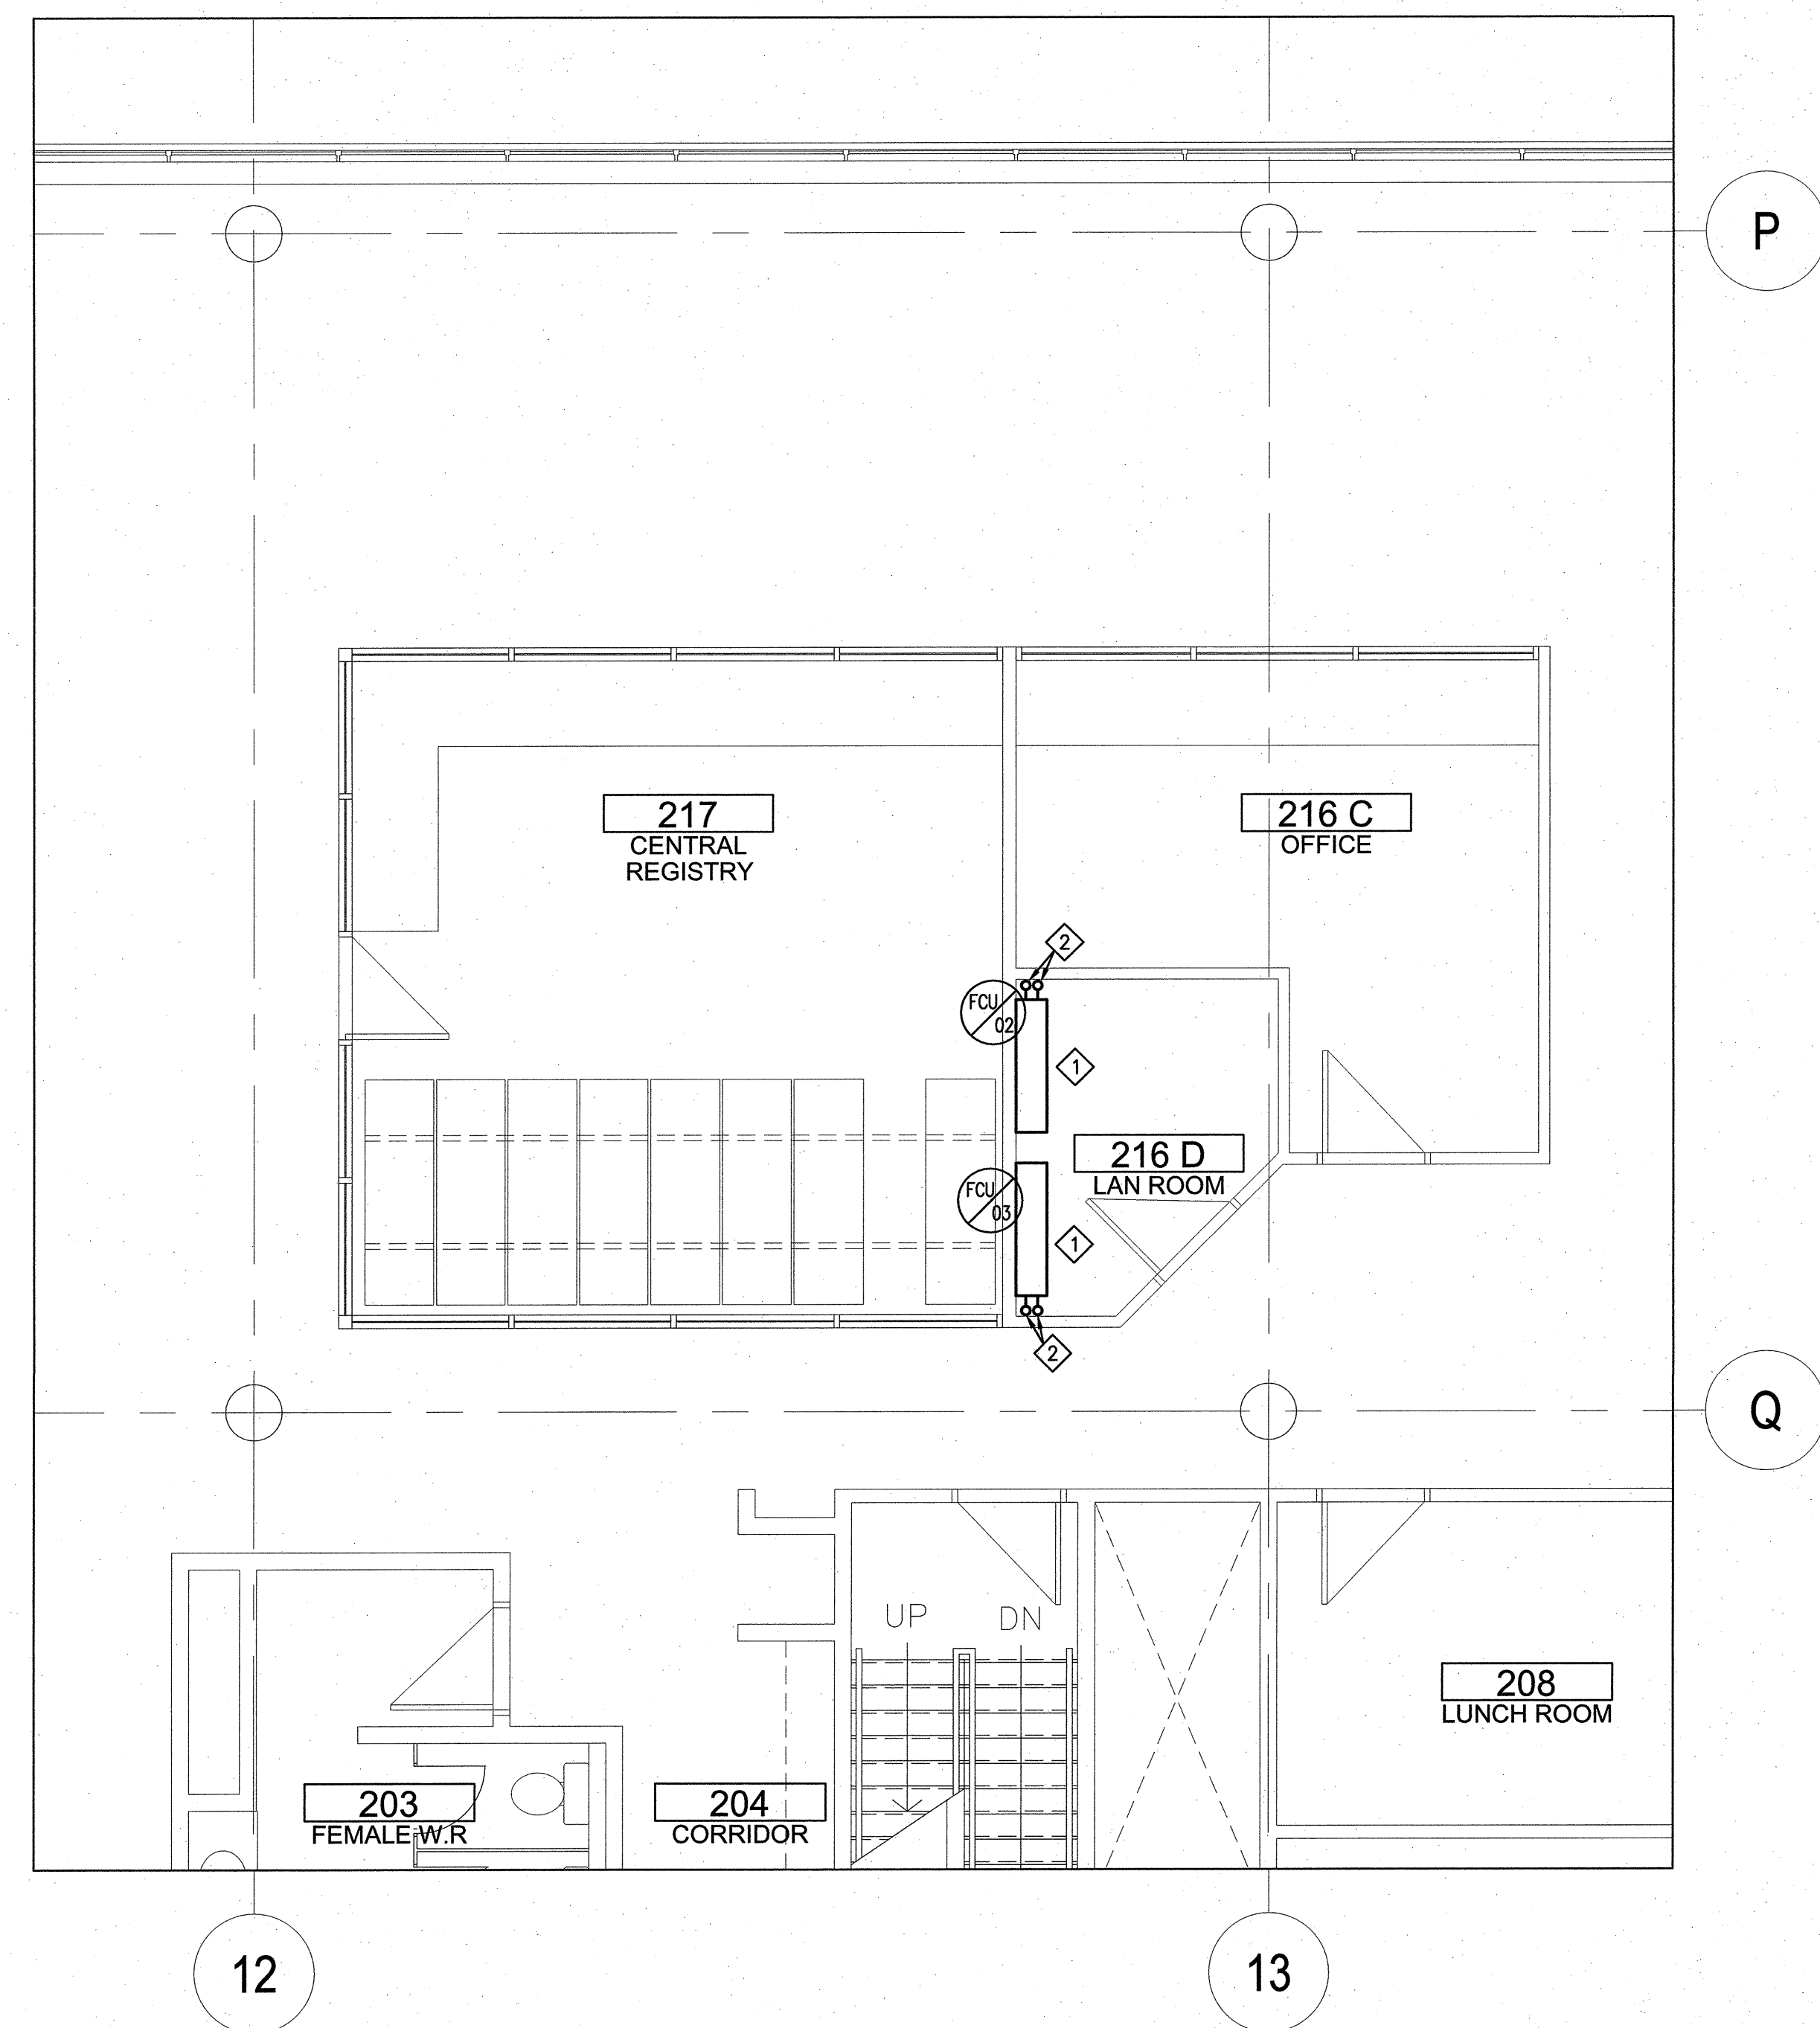 P
217
CENTRAL
REGISTRY
216 C
OFFICE
2
FCU
02
1
216 D
LAN ROOM
FCU
03
1
2
Q
UP
DN
208
LUNCH ROOM
203
FEMALE W.R
204
CORRIDOR
12
13